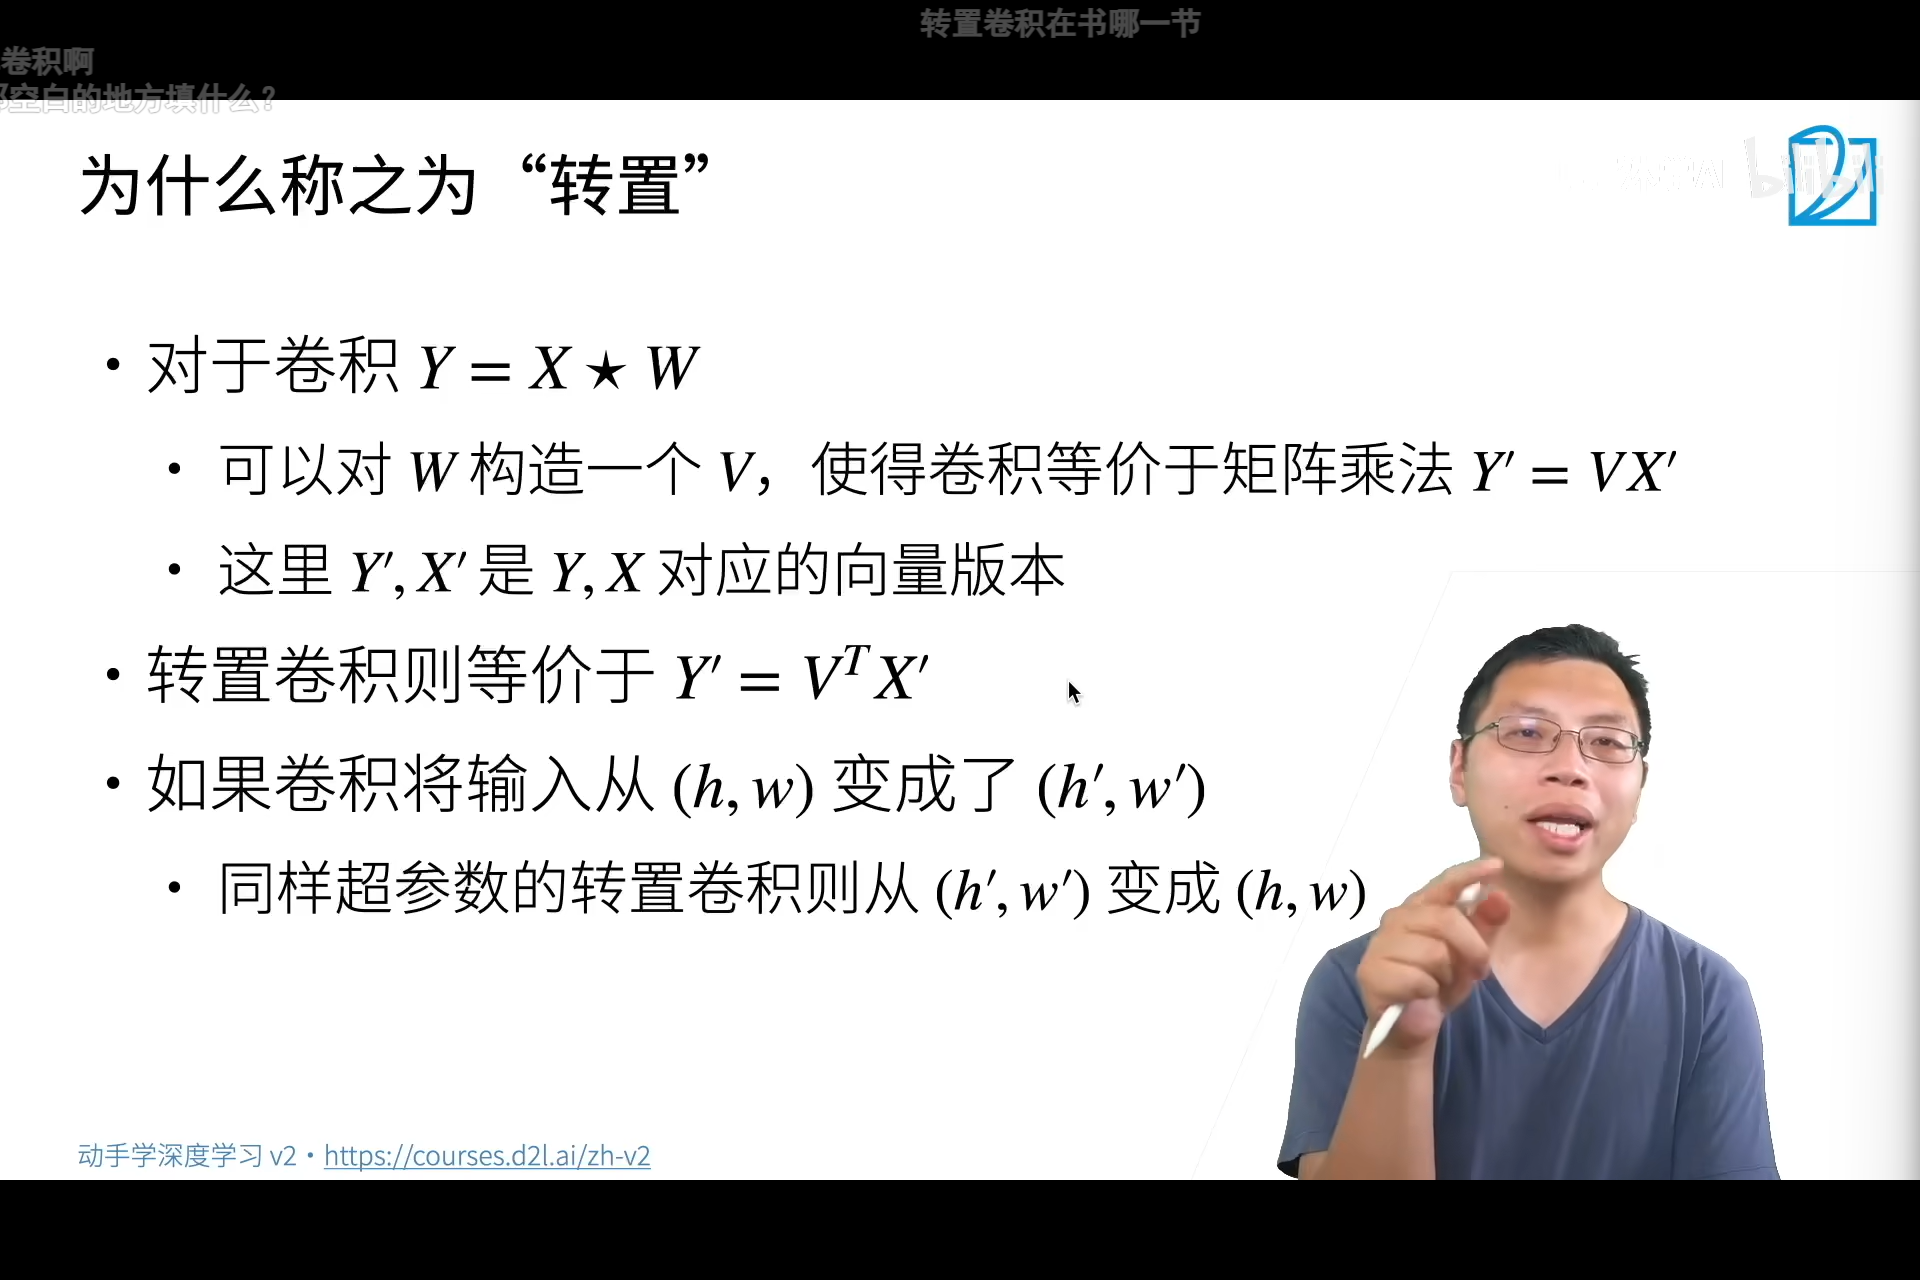 转置卷积在书哪一节
卷积啊
空白的地方填什么？
为什么称之为“转置”
bilibili
• 对于卷积 Y = X ★ W
• 可以对 W 构造一个 V，使得卷积等价于矩阵乘法 Y′ = VX′
• 这里 Y′, X′ 是 Y, X 对应的向量版本
• 转置卷积则等价于 Y′ = VᵀX′
• 如果卷积将输入从 (h, w) 变成了 (h′, w′)
• 同样超参数的转置卷积则从 (h′, w′) 变成 (h, w)
动手学深度学习 v2 • https://courses.d2l.ai/zh-v2